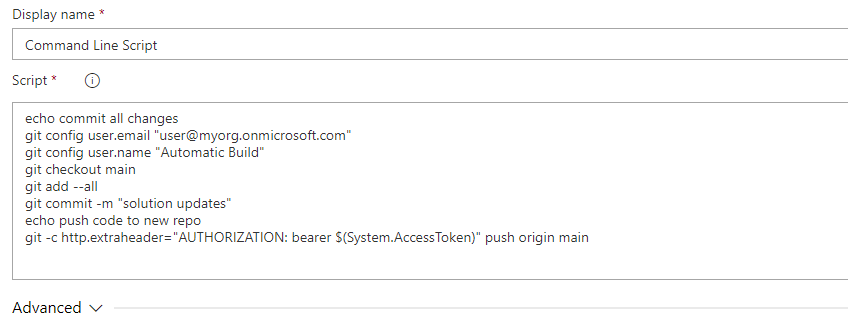 Display name *
Command Line Script
Script *
echo commit all changes
git config user.email "user@myorg.onmicrosoft.com"
git config user.name "Automatic Build"
git checkout main
git add --all
git commit -m "solution updates"
echo push code to new repo
git -c http.extraheader="AUTHORIZATION: bearer $(System.AccessToken)" push origin main
Advanced